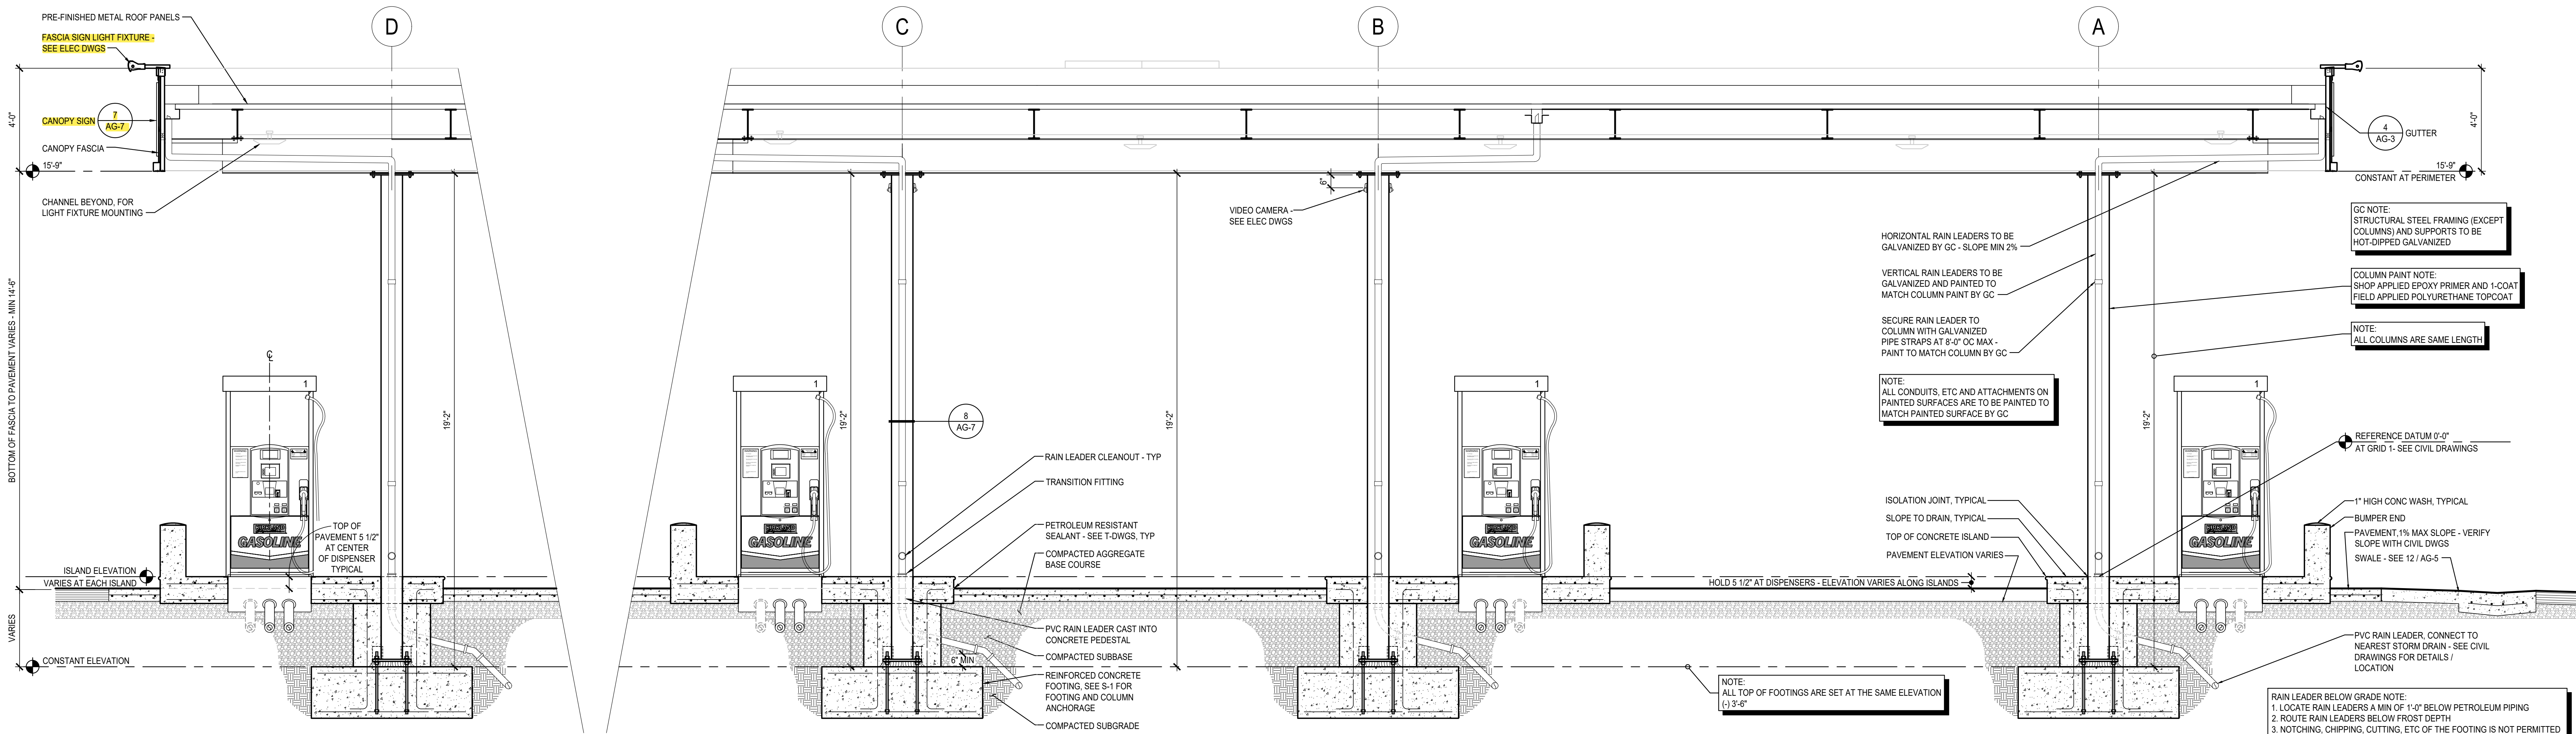 D
C
B
A
PRE-FINISHED METAL ROOF PANELS
FASCIA SIGN LIGHT FIXTURE -
SEE ELEC DWGS
4'-0"
CANOPY SIGN
7
AG-7
CANOPY FASCIA
15'-9"
CHANNEL BEYOND, FOR
LIGHT FIXTURE MOUNTING
BOTTOM OF FASCIA TO PAVEMENT VARIES - MIN 14'-6"
19'-2"
1
GASOLINE
TOP OF
PAVEMENT 5 1/2"
AT CENTER
OF DISPENSER
TYPICAL
ISLAND ELEVATION
VARIES AT EACH ISLAND
VARIES
CONSTANT ELEVATION
1
GASOLINE
19'-2"
8
AG-7
RAIN LEADER CLEANOUT - TYP
TRANSITION FITTING
PETROLEUM RESISTANT
SEALANT - SEE T-DWGS, TYP
COMPACTED AGGREGATE
BASE COURSE
PVC RAIN LEADER CAST INTO
CONCRETE PEDESTAL
COMPACTED SUBBASE
6" MIN
REINFORCED CONCRETE
FOOTING, SEE S-1 FOR
FOOTING AND COLUMN
ANCHORAGE
COMPACTED SUBGRADE
19'-2"
6"
VIDEO CAMERA -
SEE ELEC DWGS
1
GASOLINE
HORIZONTAL RAIN LEADERS TO BE
GALVANIZED BY GC - SLOPE MIN 2%
VERTICAL RAIN LEADERS TO BE
GALVANIZED AND PAINTED TO
MATCH COLUMN PAINT BY GC
SECURE RAIN LEADER TO
COLUMN WITH GALVANIZED
PIPE STRAPS AT 8'-0" OC MAX -
PAINT TO MATCH COLUMN BY GC
NOTE:
ALL CONDUITS, ETC AND ATTACHMENTS ON
PAINTED SURFACES ARE TO BE PAINTED TO
MATCH PAINTED SURFACE BY GC
ISOLATION JOINT, TYPICAL
SLOPE TO DRAIN, TYPICAL
TOP OF CONCRETE ISLAND
PAVEMENT ELEVATION VARIES
HOLD 5 1/2" AT DISPENSERS - ELEVATION VARIES ALONG ISLANDS
NOTE:
ALL TOP OF FOOTINGS ARE SET AT THE SAME ELEVATION
(-) 3'-6"
19'-2"
1
GASOLINE
4
AG-3
GUTTER
4'-0"
15'-9"
CONSTANT AT PERIMETER
GC NOTE:
STRUCTURAL STEEL FRAMING (EXCEPT
COLUMNS) AND SUPPORTS TO BE
HOT-DIPPED GALVANIZED
COLUMN PAINT NOTE:
SHOP APPLIED EPOXY PRIMER AND 1-COAT
FIELD APPLIED POLYURETHANE TOPCOAT
NOTE:
ALL COLUMNS ARE SAME LENGTH
REFERENCE DATUM 0'-0"
AT GRID 1- SEE CIVIL DRAWINGS
1" HIGH CONC WASH, TYPICAL
BUMPER END
PAVEMENT,1% MAX SLOPE - VERIFY
SLOPE WITH CIVIL DWGS
SWALE - SEE 12 / AG-5
PVC RAIN LEADER, CONNECT TO
NEAREST STORM DRAIN - SEE CIVIL
DRAWINGS FOR DETAILS /
LOCATION
RAIN LEADER BELOW GRADE NOTE:
1. LOCATE RAIN LEADERS A MIN OF 1'-0" BELOW PETROLEUM PIPING
2. ROUTE RAIN LEADERS BELOW FROST DEPTH
3. NOTCHING, CHIPPING, CUTTING, ETC OF THE FOOTING IS NOT PERMITTED